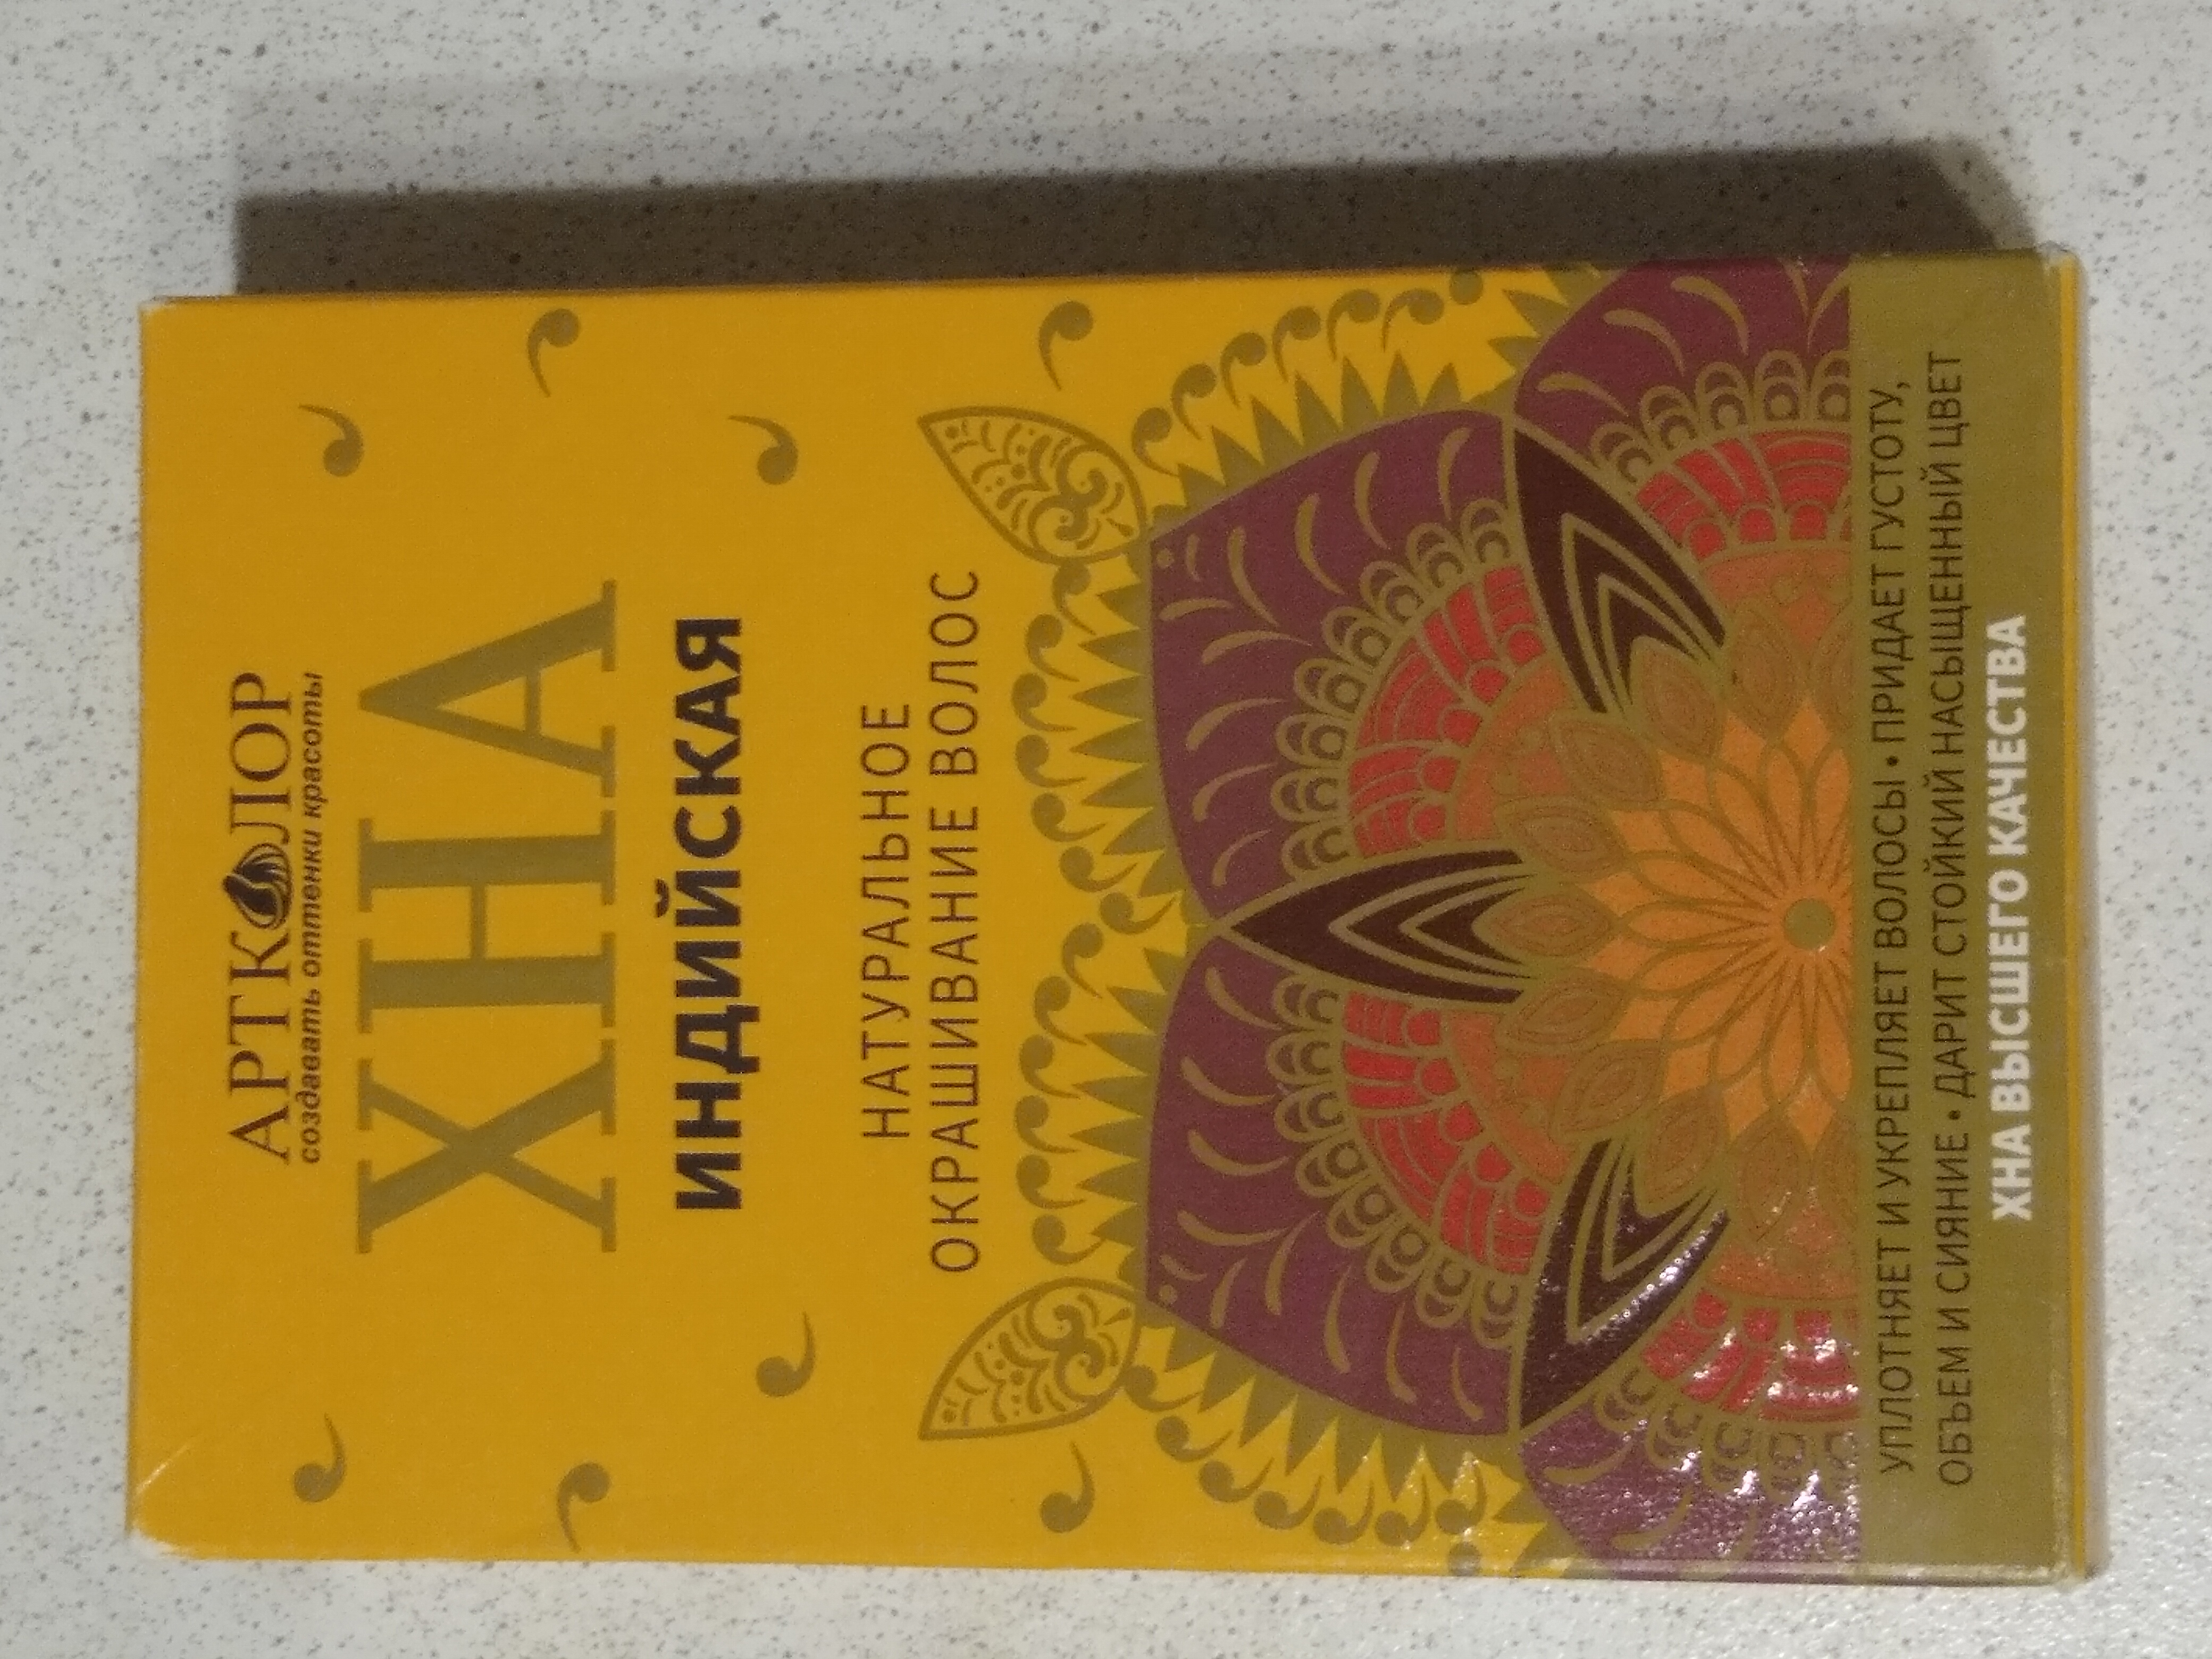 АРТКОЛОР
создавать оттенки красоты
ХНА
ИНДИЙСКАЯ
НАТУРАЛЬНОЕ
ОКРАШИВАНИЕ ВОЛОС
УПЛОТНЯЕТ И УКРЕПЛЯЕТ ВОЛОСЫ • ПРИДАЕТ ГУСТОТУ,
ОБЪЕМ И СИЯНИЕ • ДАРИТ СТОЙКИЙ НАСЫЩЕННЫЙ ЦВЕТ
ХНА ВЫСШЕГО КАЧЕСТВА